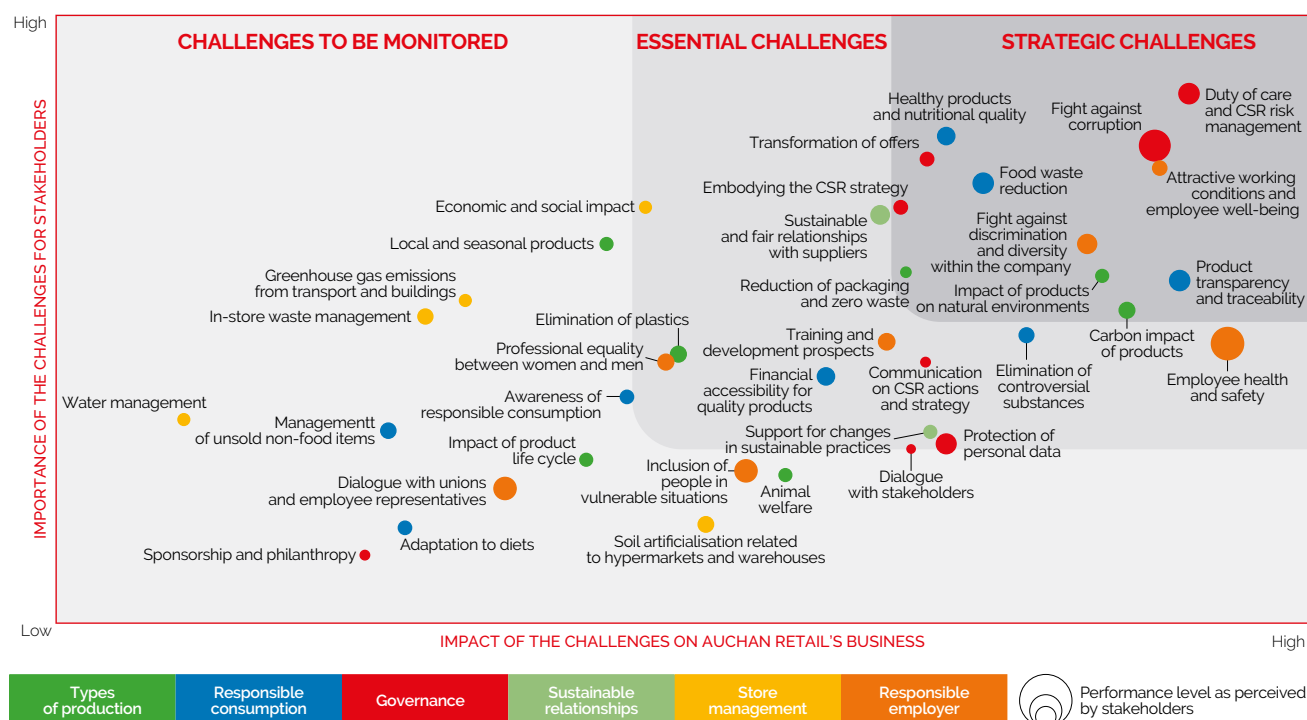 High
CHALLENGES TO BE MONITORED
ESSENTIAL CHALLENGES
STRATEGIC CHALLENGES
IMPORTANCE OF THE CHALLENGES FOR STAKEHOLDERS
Healthy products
and nutritional quality
Fight against
corruption
Duty of care
and CSR risk
management
Transformation of offers
Food waste
reduction
Attractive working
conditions and
employee well-being
Embodying the CSR strategy
Economic and social impact
Sustainable
and fair relationships
with suppliers
Fight against
discrimination
and diversity
within the company
Local and seasonal products
Greenhouse gas emissions
from transport and buildings
Reduction of packaging
and zero waste
Impact of products
on natural environments
Product
transparency
and traceability
In-store waste management
Elimination of plastics
Professional equality
between women and men
Training and
development prospects
Carbon impact
of products
Financial
accessibility for
quality products
Communication
on CSR actions
and strategy
Elimination of
controversial
substances
Employee health
and safety
Water management
Awareness of
responsible consumption
Managementt
of unsold non-food items
Impact of product
life cycle
Support for changes
in sustainable practices
Protection of
personal data
Dialogue with unions
and employee representatives
Inclusion of
people in
vulnerable situations
Animal
welfare
Dialogue
with stakeholders
Adaptation to diets
Soil artificialisation related
to hypermarkets and warehouses
Sponsorship and philanthropy
Low
IMPACT OF THE CHALLENGES ON AUCHAN RETAIL'S BUSINESS
High
Types
of production
Responsible
consumption
Governance
Sustainable
relationships
Store
management
Responsible
employer
Performance level as perceived
by stakeholders